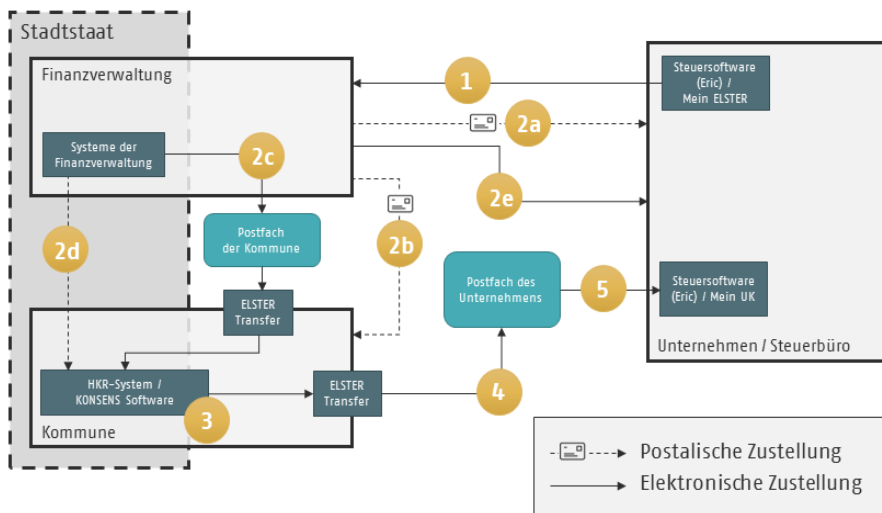 Stadtstaat
Finanzverwaltung
Systeme der
Finanzverwaltung
1
2a
2c
2e
2b
2d
Postfach
der Kommune
ELSTER
Transfer
HKR-System /
KONSENS Software
3
Kommune
ELSTER
Transfer
4
Postfach des
Unternehmens
5
Steuersoftware
(Eric) /
Mein ELSTER
Steuersoftware
(Eric) / Mein UK
Unternehmen / Steuerbüro
Postalische Zustellung
Elektronische Zustellung